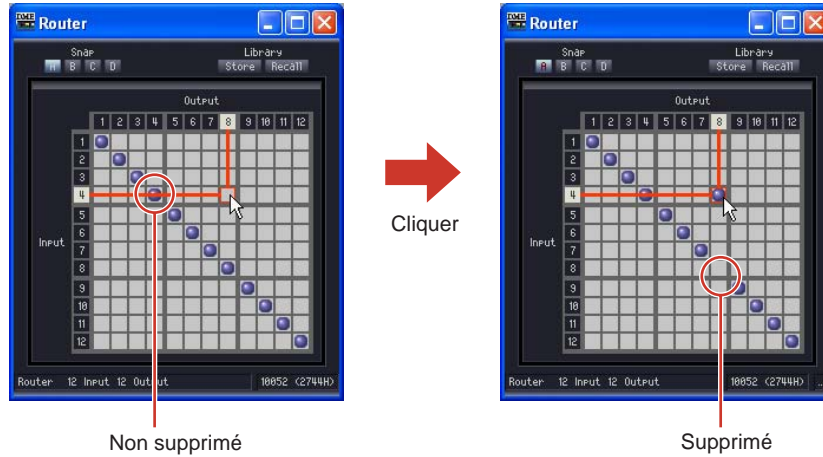 DME Router
Snap
Library
A B C D
Store Recall
Output
1 2 3 4 5 6 7 8 9 10 11 12
1
2
3
4
5
6
Input
7
8
9
10
11
12
Router 12 Input 12 Output
10052 (2744H)
Non supprimé
Cliquer
DME Router
Snap
Library
A B C D
Store Recall
Output
1 2 3 4 5 6 7 8 9 10 11 12
1
2
3
4
5
6
Input
7
8
9
10
11
12
Router 12 Input 12 Output
10052 (2744H) ..
Supprimé